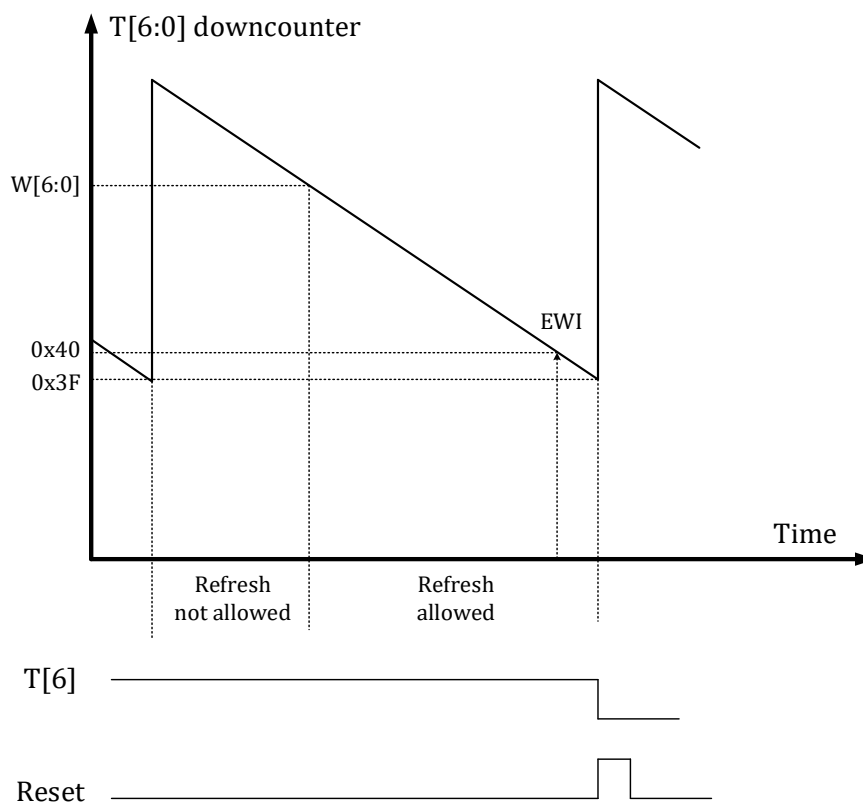 T[6:0] downcounter
W[6:0]
EWI
0x40
0x3F
Time
Refresh
not allowed
Refresh
allowed
T[6]
Reset